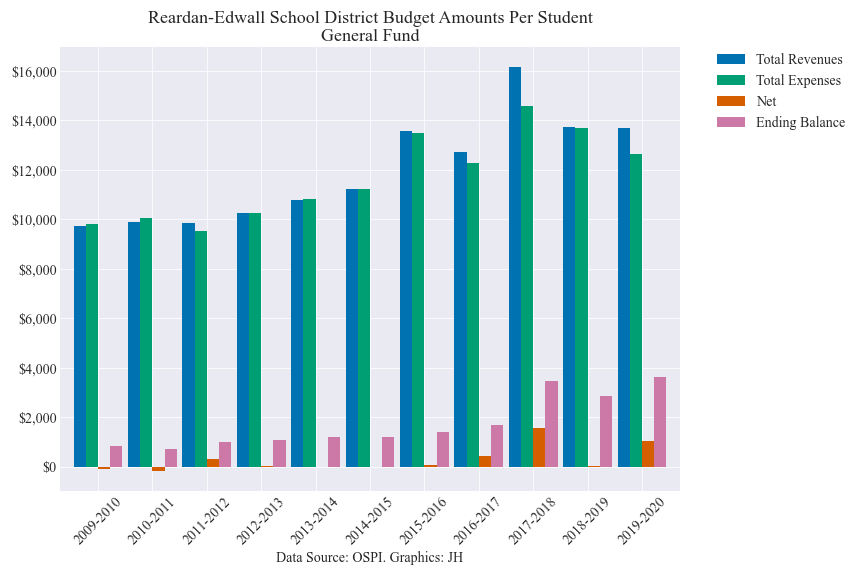 Reardan-Edwall School District Budget Amounts Per Student
General Fund
Total Revenues
Total Expenses
Net
Ending Balance
$16,000
$14,000
$12,000
$10,000
$8,000
$6,000
$4,000
$2,000
$0
2009-2010
2010-2011
2011-2012
2012-2013
2013-2014
2014-2015
2015-2016
2016-2017
2017-2018
2018-2019
2019-2020
Data Source: OSPI. Graphics: JH